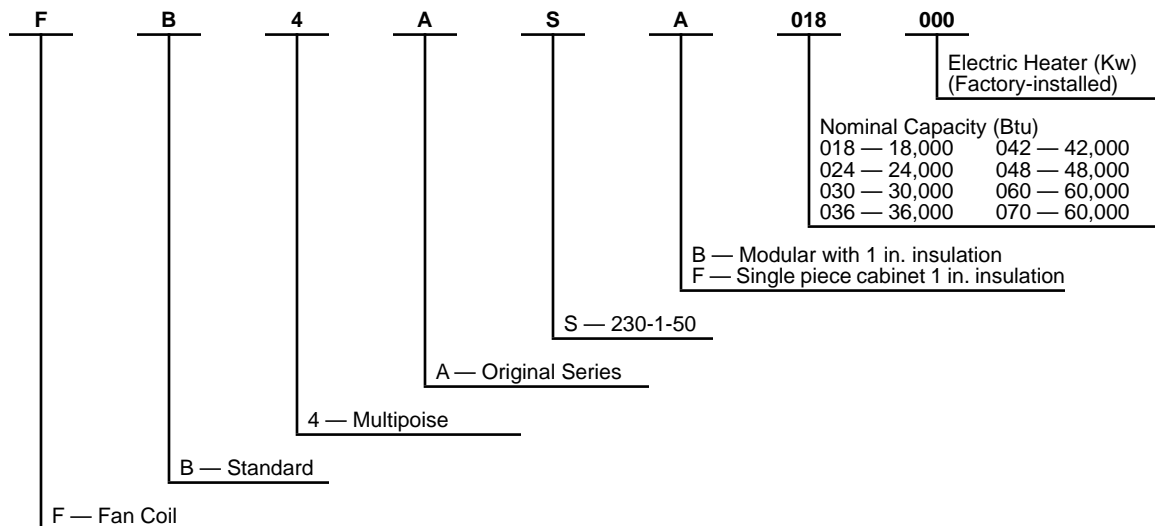 F B 4 A S A 018 000
Electric Heater (Kw)
(Factory-installed)
Nominal Capacity (Btu)
018 — 18,000 042 — 42,000
024 — 24,000 048 — 48,000
030 — 30,000 060 — 60,000
036 — 36,000 070 — 60,000
B — Modular with 1 in. insulation
F — Single piece cabinet 1 in. insulation
S — 230-1-50
A — Original Series
4 — Multipoise
B — Standard
F — Fan Coil